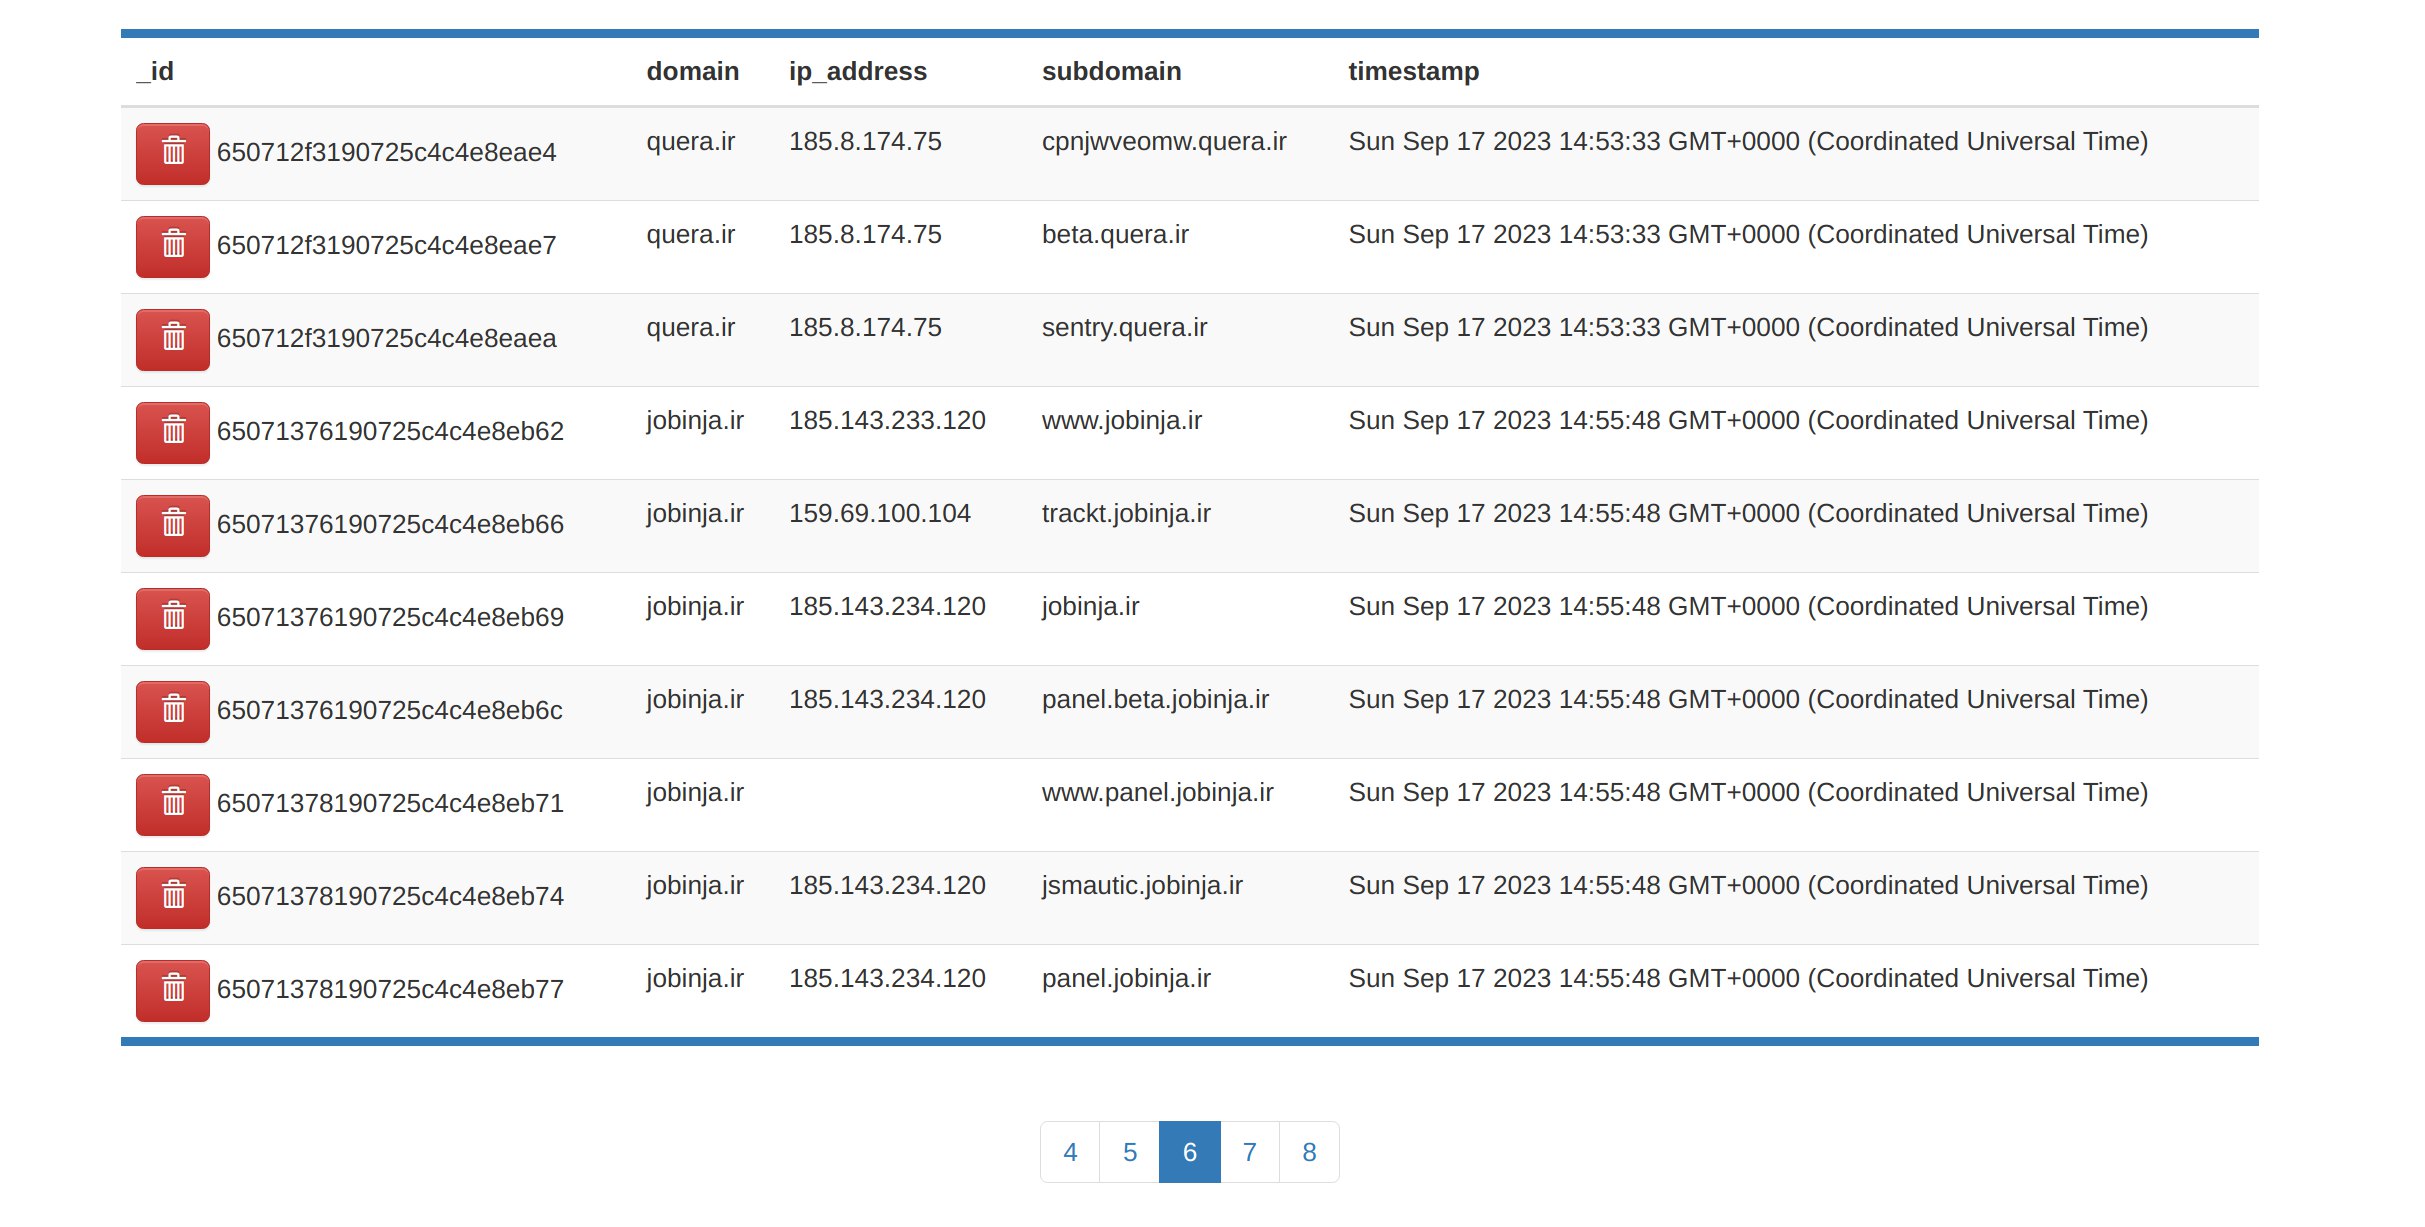 _id domain ip_address subdomain timestamp
650712f3190725c4c4e8eae4 quera.ir 185.8.174.75 cpnjwveomw.quera.ir Sun Sep 17 2023 14:53:33 GMT+0000 (Coordinated Universal Time)
650712f3190725c4c4e8eae7 quera.ir 185.8.174.75 beta.quera.ir Sun Sep 17 2023 14:53:33 GMT+0000 (Coordinated Universal Time)
650712f3190725c4c4e8eaea quera.ir 185.8.174.75 sentry.quera.ir Sun Sep 17 2023 14:53:33 GMT+0000 (Coordinated Universal Time)
65071376190725c4c4e8eb62 jobinja.ir 185.143.233.120 www.jobinja.ir Sun Sep 17 2023 14:55:48 GMT+0000 (Coordinated Universal Time)
65071376190725c4c4e8eb66 jobinja.ir 159.69.100.104 trackt.jobinja.ir Sun Sep 17 2023 14:55:48 GMT+0000 (Coordinated Universal Time)
65071376190725c4c4e8eb69 jobinja.ir 185.143.234.120 jobinja.ir Sun Sep 17 2023 14:55:48 GMT+0000 (Coordinated Universal Time)
65071376190725c4c4e8eb6c jobinja.ir 185.143.234.120 panel.beta.jobinja.ir Sun Sep 17 2023 14:55:48 GMT+0000 (Coordinated Universal Time)
65071378190725c4c4e8eb71 jobinja.ir www.panel.jobinja.ir Sun Sep 17 2023 14:55:48 GMT+0000 (Coordinated Universal Time)
65071378190725c4c4e8eb74 jobinja.ir 185.143.234.120 jsmautic.jobinja.ir Sun Sep 17 2023 14:55:48 GMT+0000 (Coordinated Universal Time)
65071378190725c4c4e8eb77 jobinja.ir 185.143.234.120 panel.jobinja.ir Sun Sep 17 2023 14:55:48 GMT+0000 (Coordinated Universal Time)
4 5 6 7 8